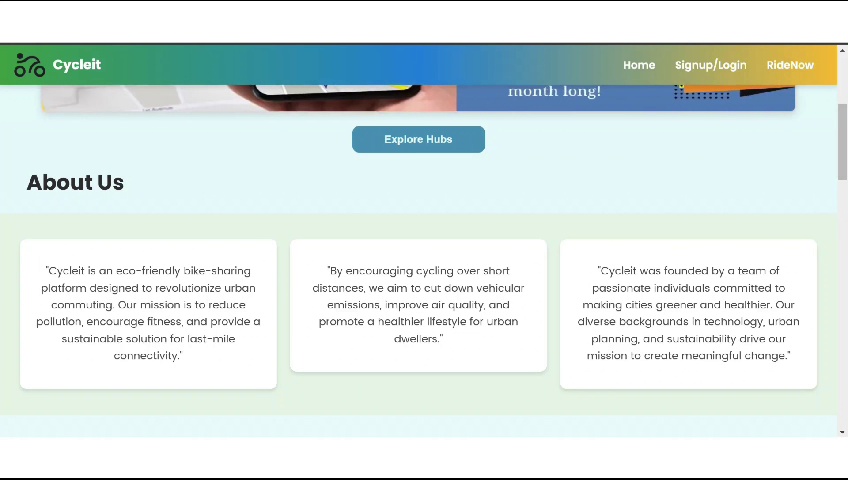 Cycleit
Home
Signup/Login
RideNow
month long!
Explore Hubs
About Us
"Cycleit is an eco-friendly bike-sharing
platform designed to revolutionize urban
commuting. Our mission is to reduce
pollution, encourage fitness, and provide a
sustainable solution for last-mile
connectivity."
"By encouraging cycling over short
distances, we aim to cut down vehicular
emissions, improve air quality, and
promote a healthier lifestyle for urban
dwellers."
"Cycleit was founded by a team of
passionate individuals committed to
making cities greener and healthier. Our
diverse backgrounds in technology, urban
planning, and sustainability drive our
mission to create meaningful change."